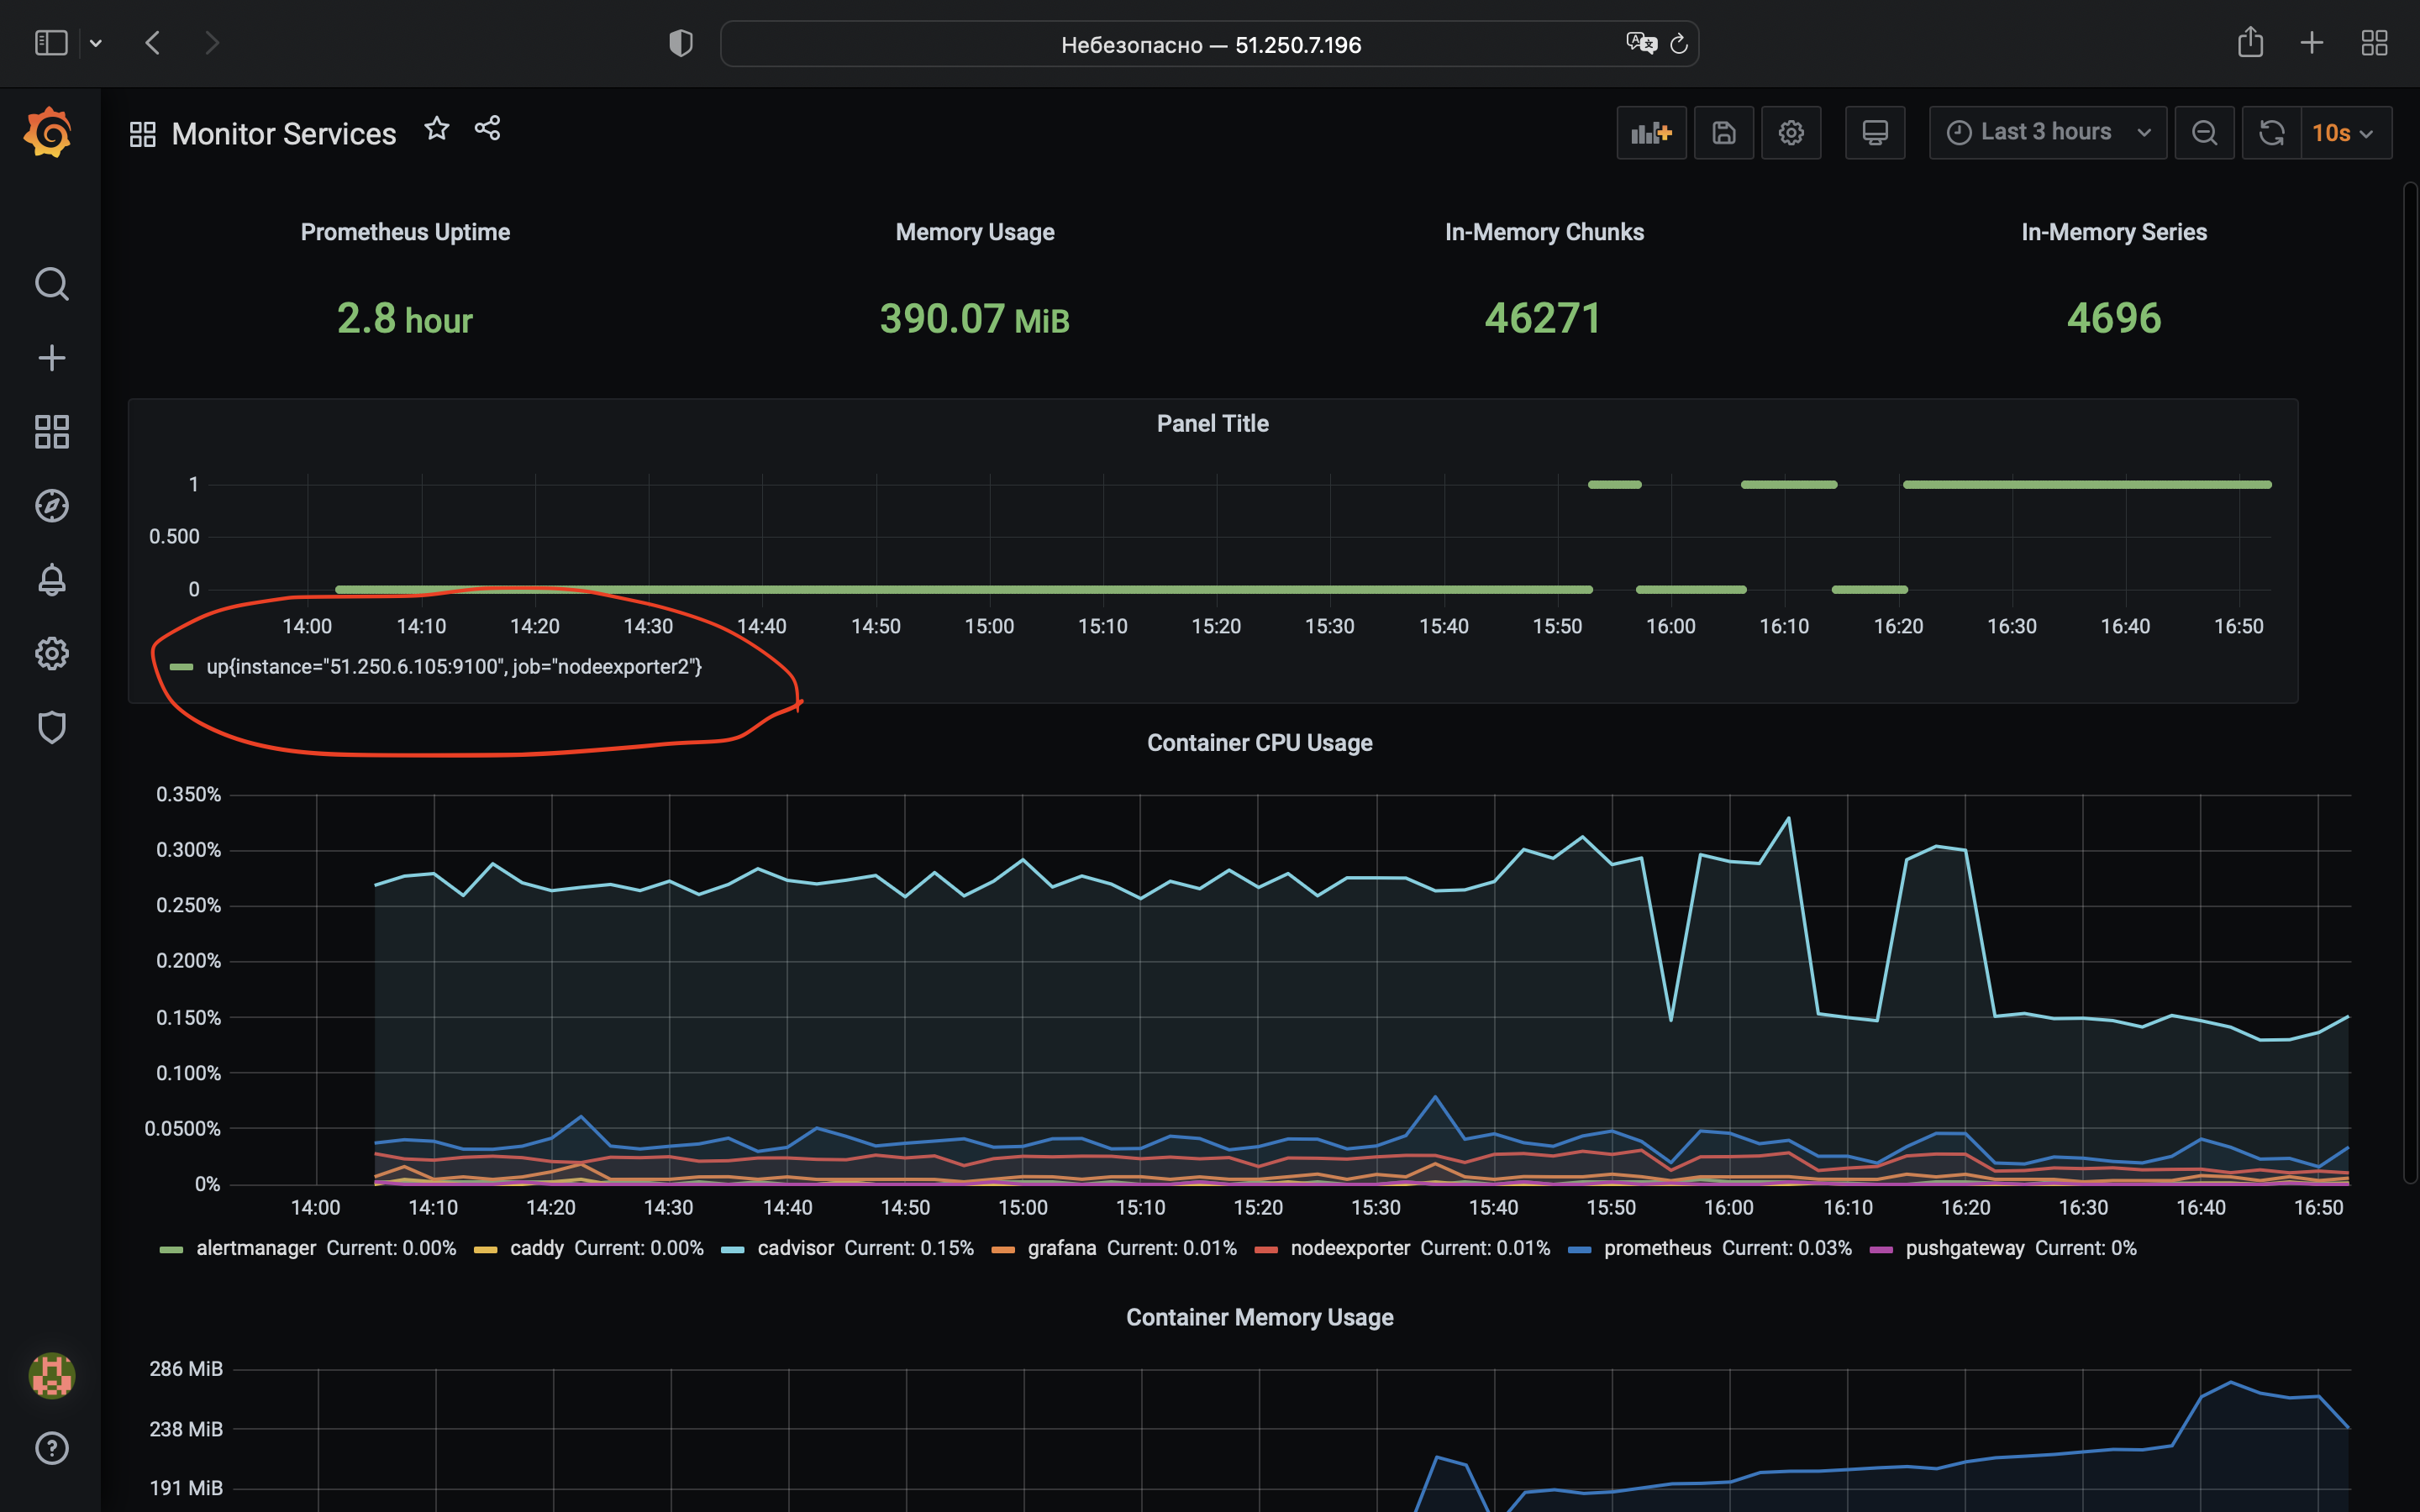 Небезопасно — 51.250.7.196
Monitor Services
Last 3 hours
10s
Prometheus Uptime
Memory Usage
In-Memory Chunks
In-Memory Series
2.8 hour
390.07 MiB
46271
4696
Panel Title
1
0.500
0
14:00 14:10 14:20 14:30 14:40 14:50 15:00 15:10 15:20 15:30 15:40 15:50 16:00 16:10 16:20 16:30 16:40 16:50
up{instance="51.250.6.105:9100", job="nodeexporter2"}
Container CPU Usage
0.350%
0.300%
0.250%
0.200%
0.150%
0.100%
0.0500%
0%
14:00 14:10 14:20 14:30 14:40 14:50 15:00 15:10 15:20 15:30 15:40 15:50 16:00 16:10 16:20 16:30 16:40 16:50
alertmanager Current: 0.00% caddy Current: 0.00% cadvisor Current: 0.15% grafana Current: 0.01% nodeexporter Current: 0.01% prometheus Current: 0.03% pushgateway Current: 0%
Container Memory Usage
286 MiB
238 MiB
191 MiB